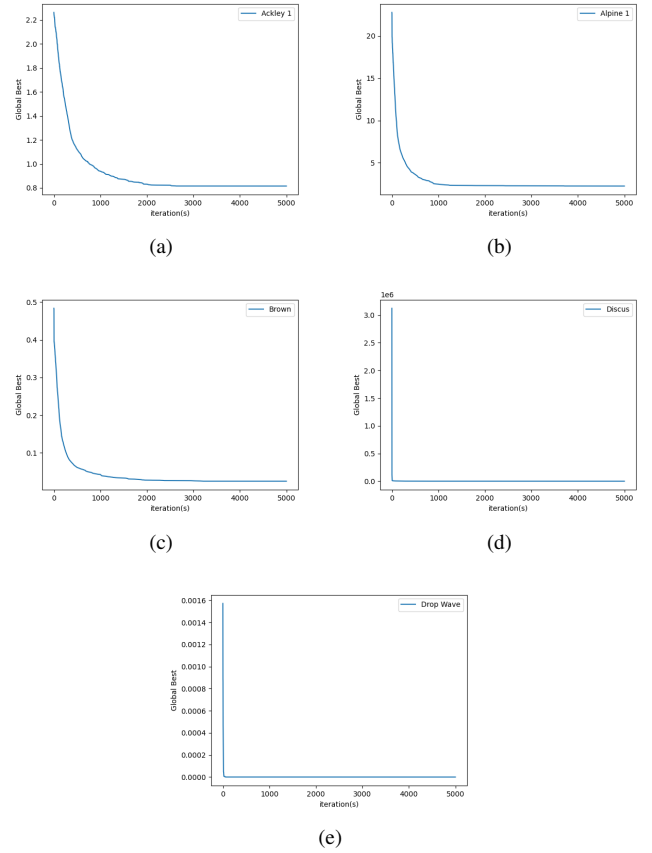 Ackley 1
2.2
2.0
1.8
1.6
1.4
1.2
1.0
0.8
Global Best
0 1000 2000 3000 4000 5000
iteration(s)
(a)
Alpine 1
20
15
10
5
Global Best
0 1000 2000 3000 4000 5000
iteration(s)
(b)
Brown
0.5
0.4
0.3
0.2
0.1
Global Best
0 1000 2000 3000 4000 5000
iteration(s)
(c)
1e6
Discus
3.0
2.5
2.0
1.5
1.0
0.5
0.0
Global Best
0 1000 2000 3000 4000 5000
iteration(s)
(d)
Drop Wave
0.0016
0.0014
0.0012
0.0010
0.0008
0.0006
0.0004
0.0002
0.0000
Global Best
0 1000 2000 3000 4000 5000
iteration(s)
(e)